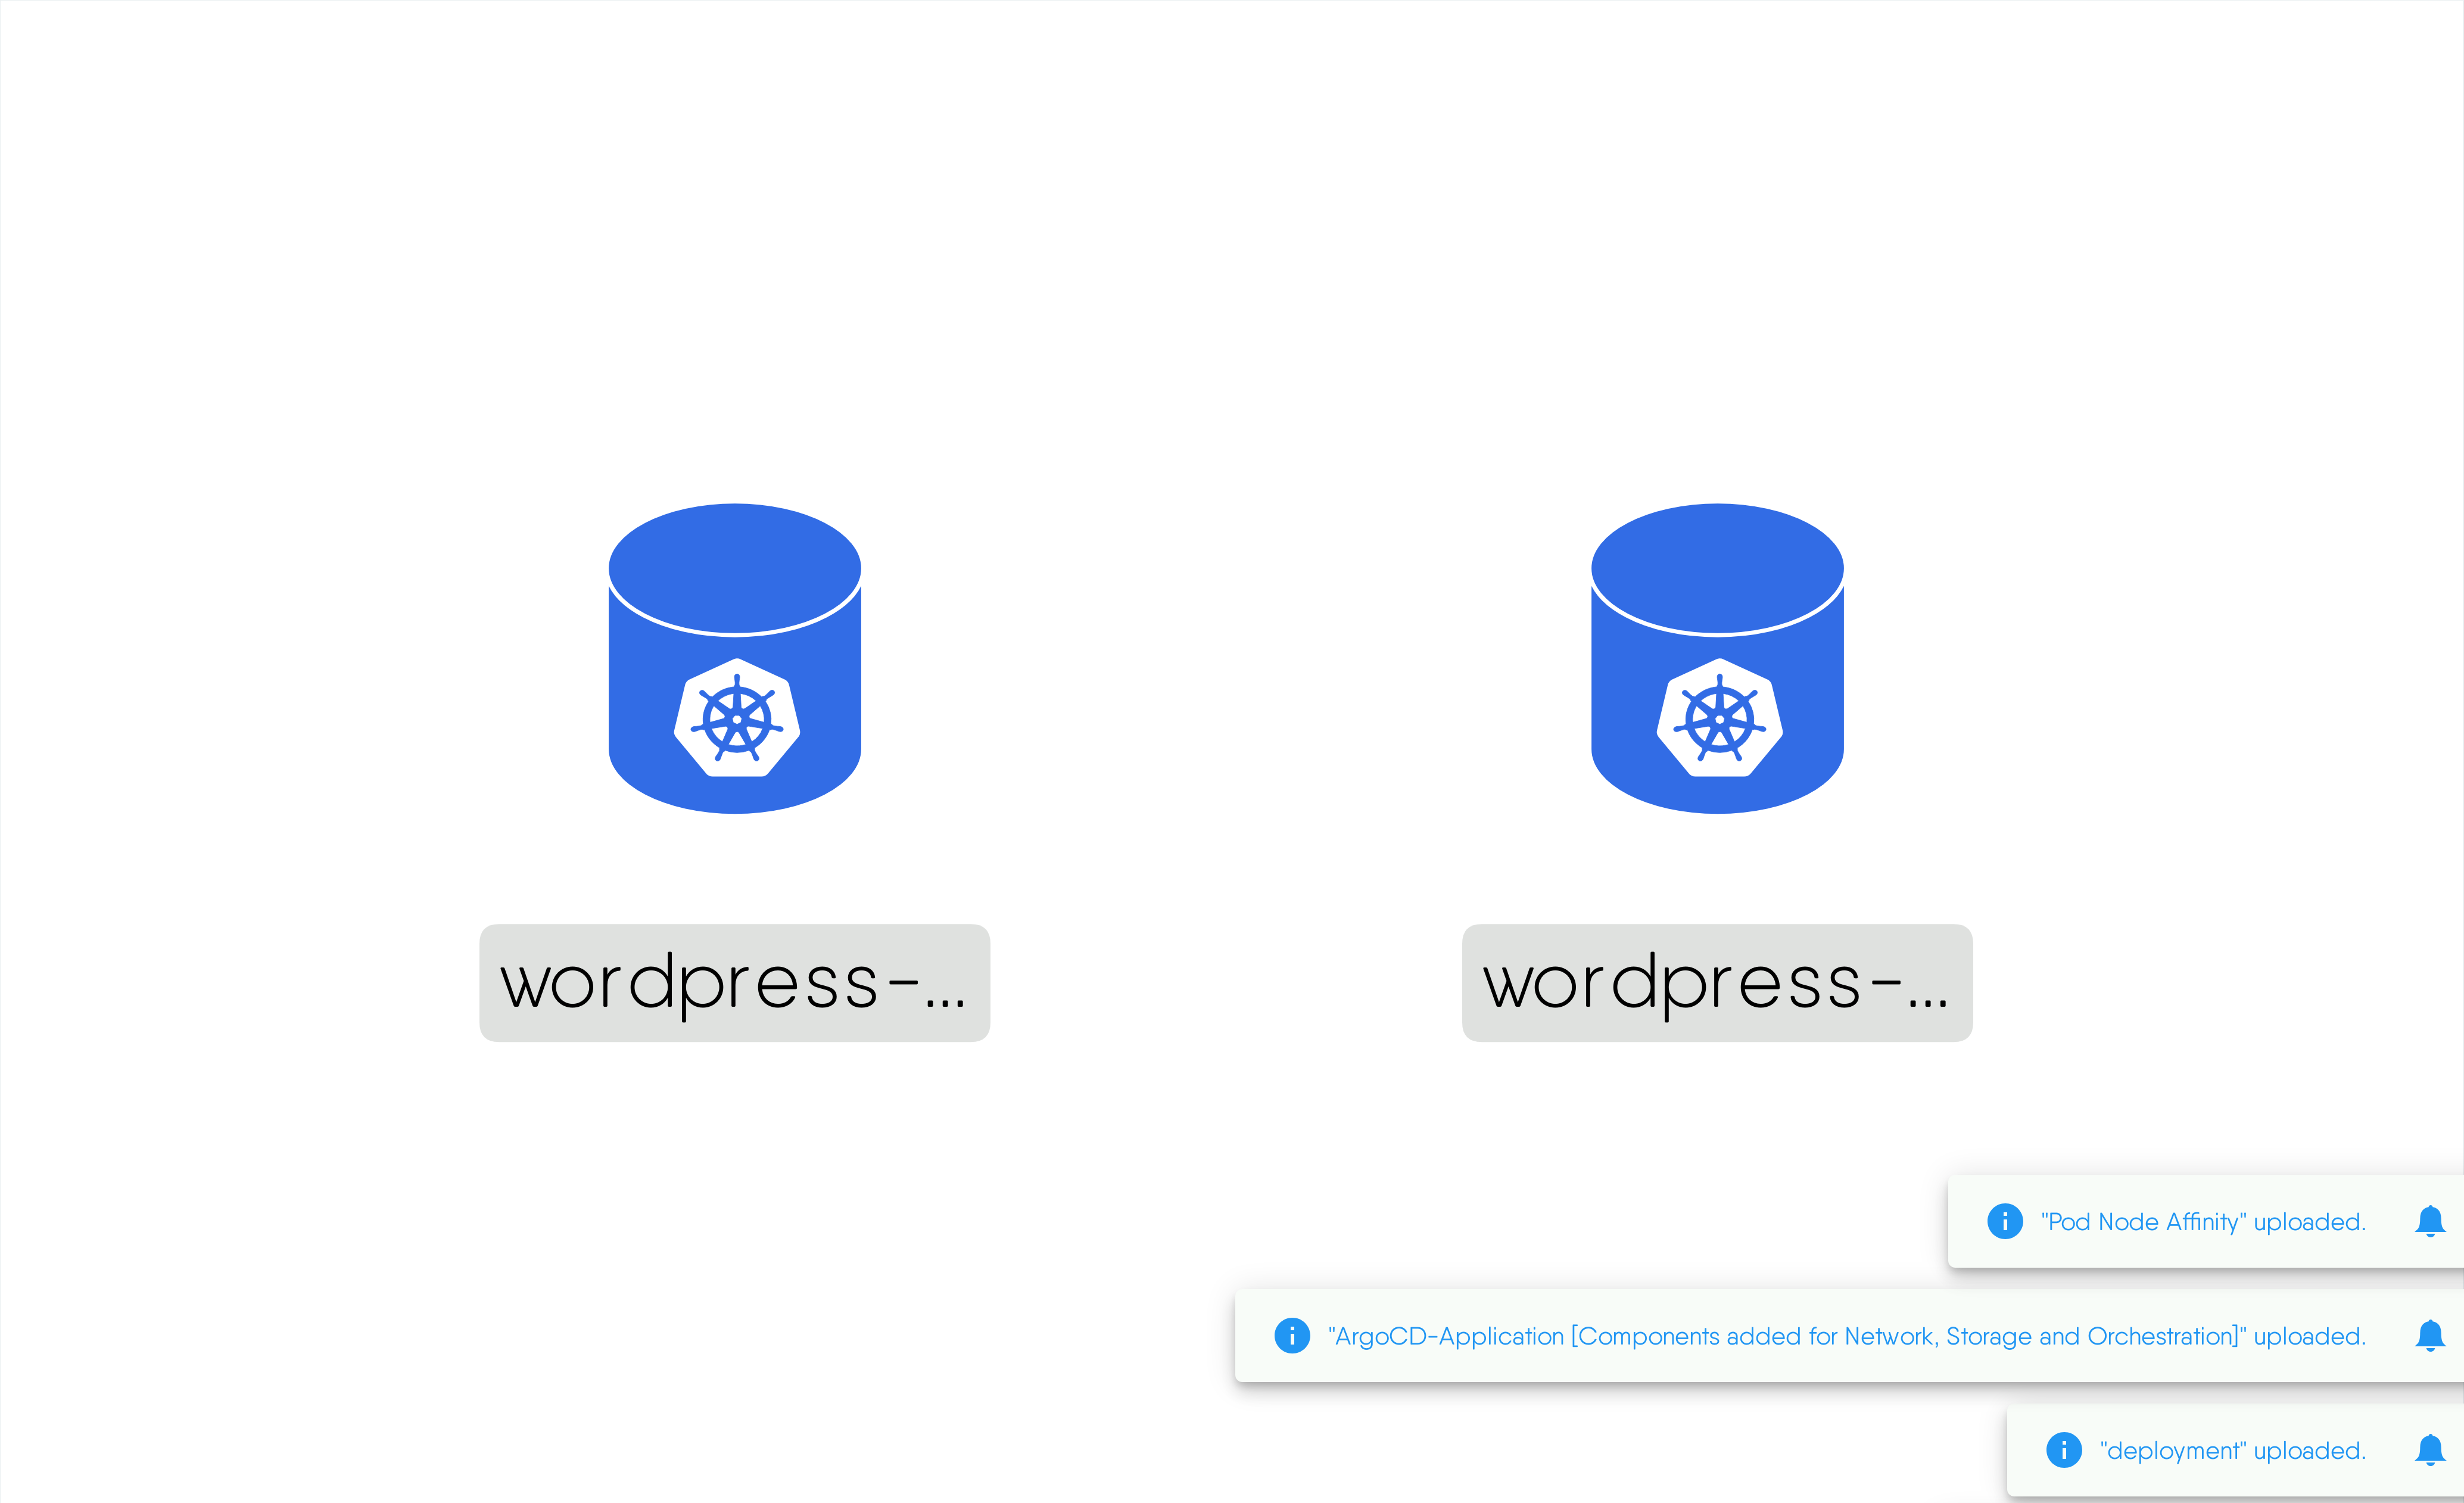 wordpress-...
wordpress-...
"Pod Node Affinity" uploaded.
"ArgoCD-Application [Components added for Network, Storage and Orchestration]" uploaded.
"deployment" uploaded.